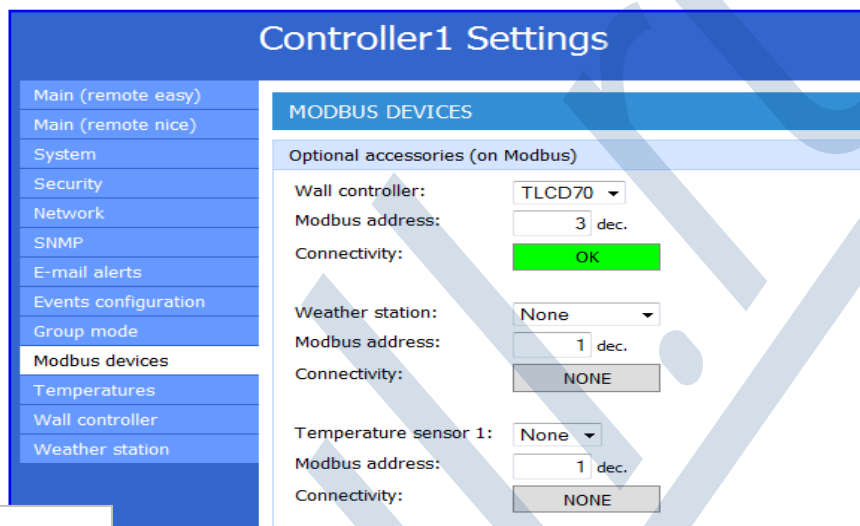 Controller1 Settings
Main (remote easy)
Main (remote nice)
System
Security
Network
SNMP
E-mail alerts
Events configuration
Group mode
Modbus devices
Temperatures
Wall controller
Weather station
MODBUS DEVICES
Optional accessories (on Modbus)
Wall controller: TLCD70
Modbus address: 3 dec.
Connectivity: OK
Weather station: None
Modbus address: 1 dec.
Connectivity: NONE
Temperature sensor 1: None
Modbus address: 1 dec.
Connectivity: NONE